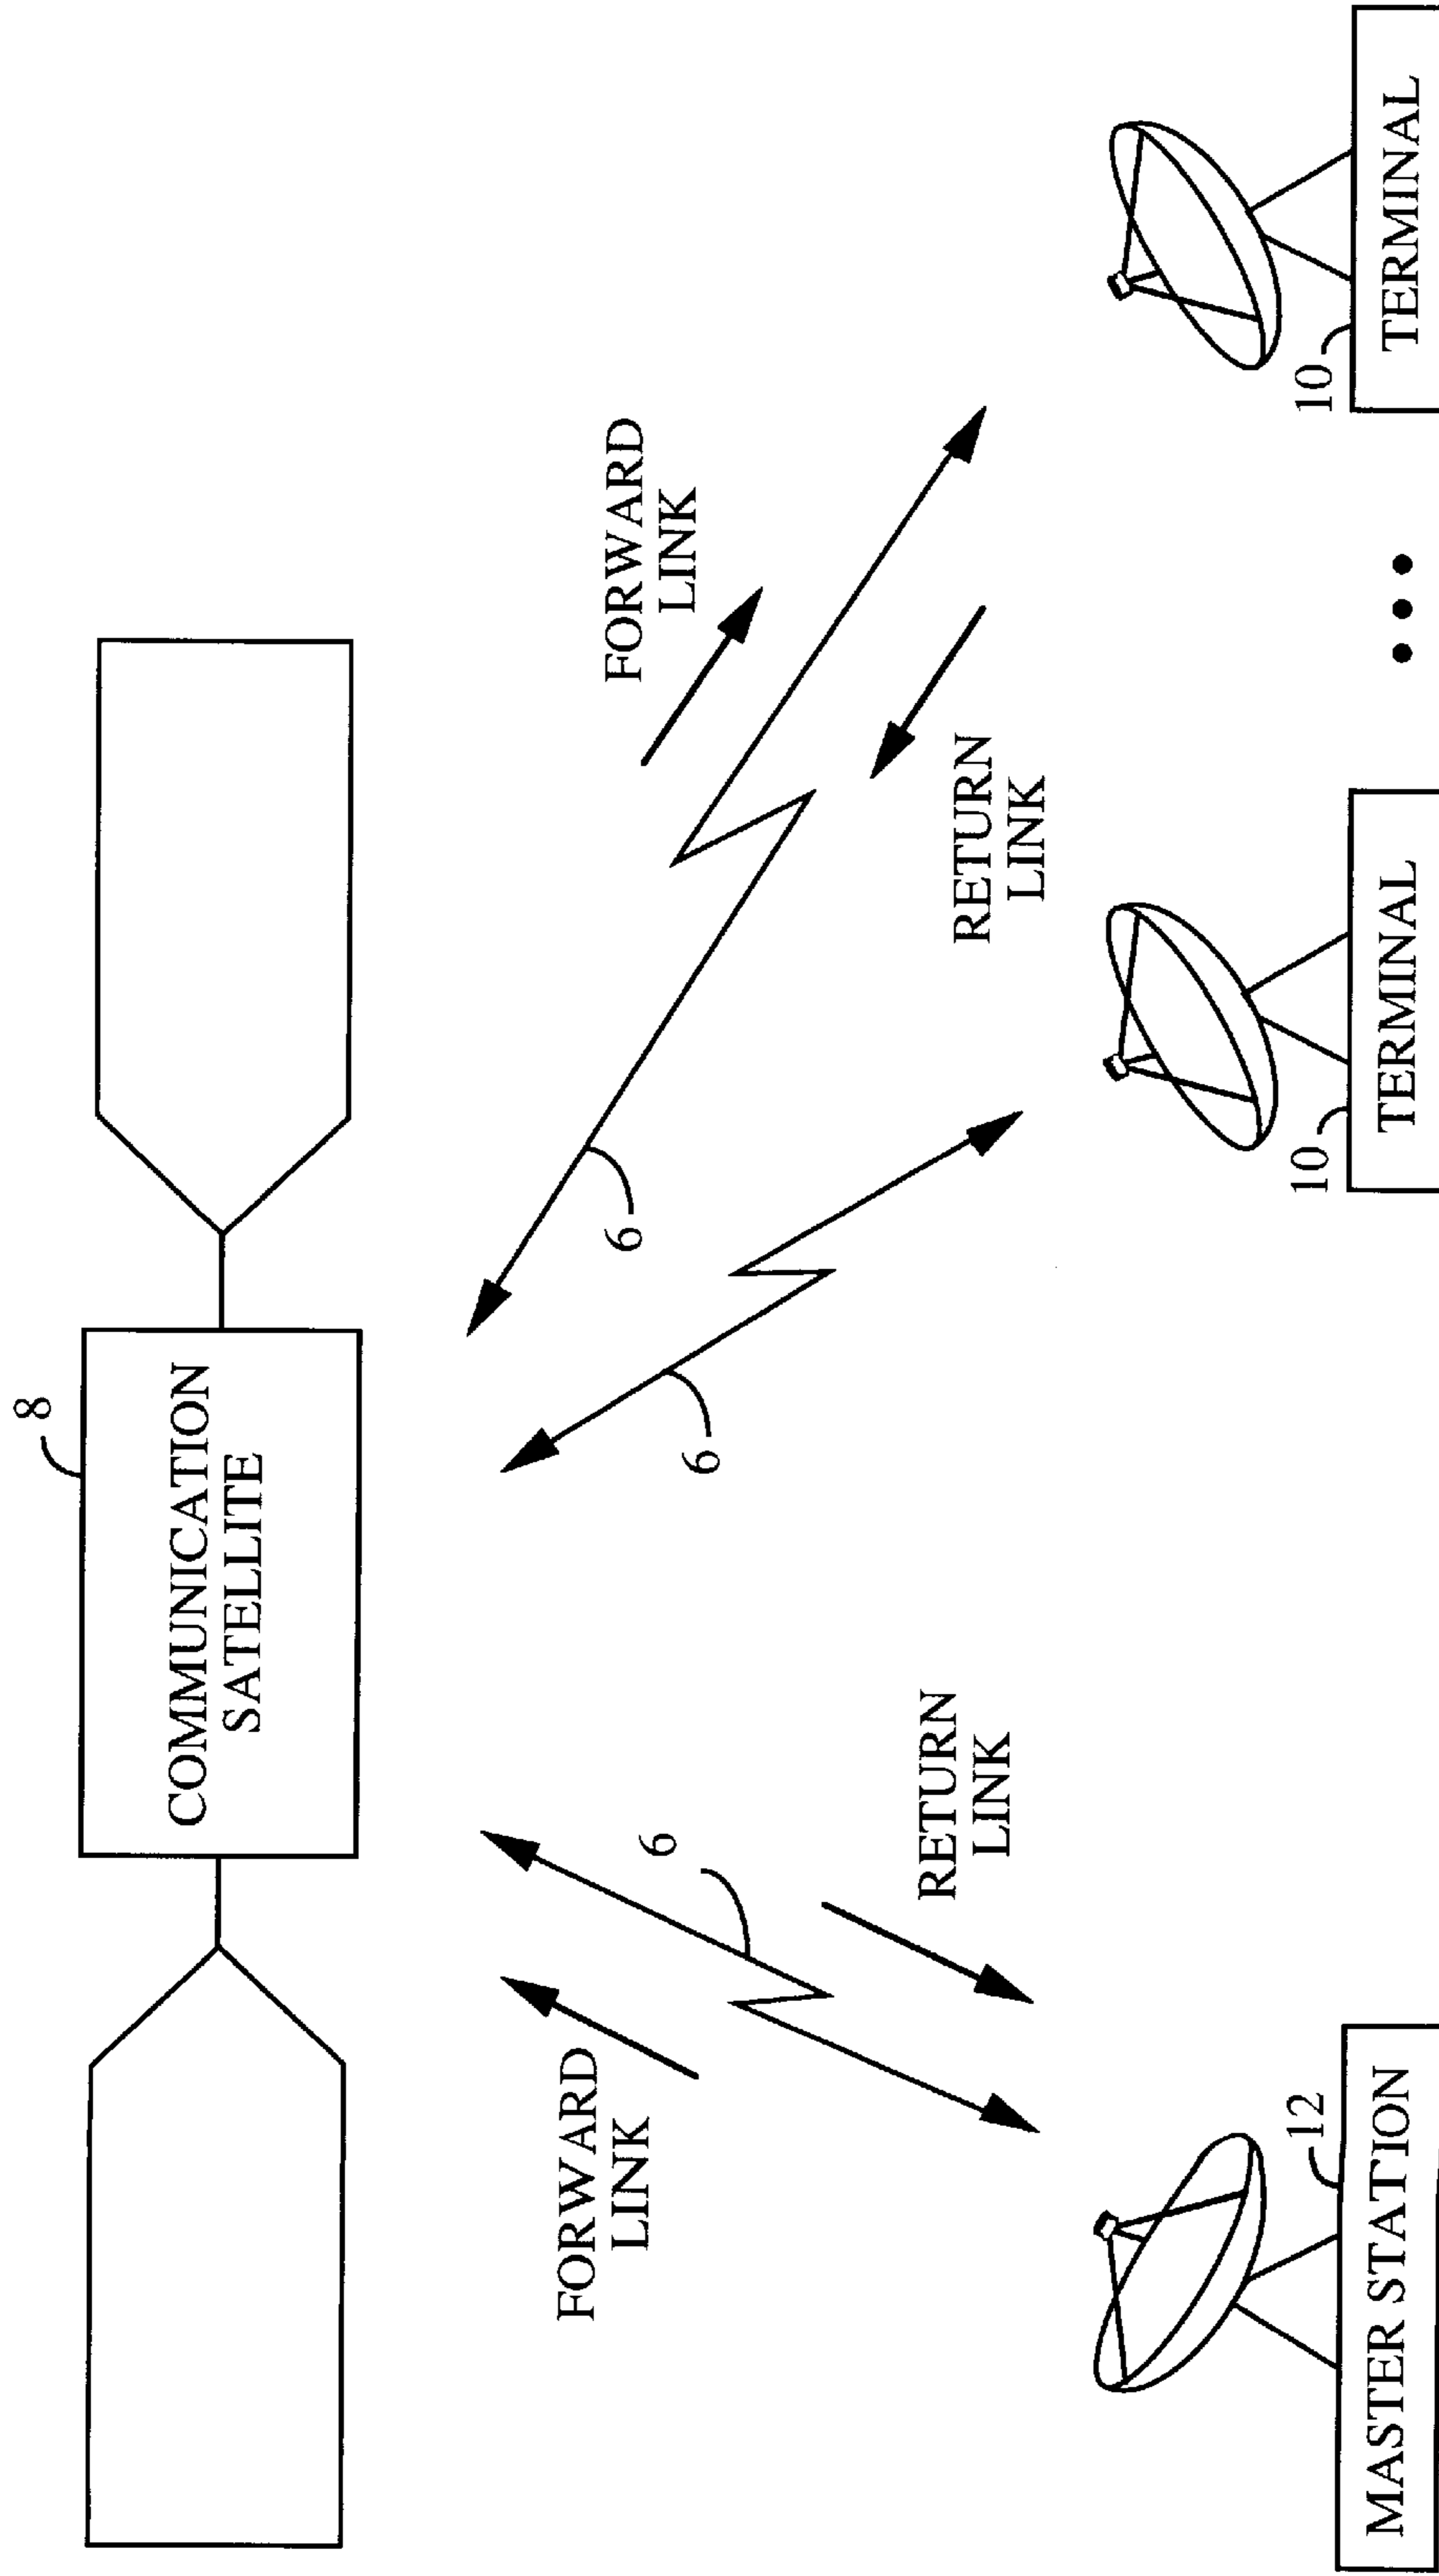 8
COMMUNICATION
SATELLITE
FORWARD
LINK
6
RETURN
LINK
6
6
FORWARD
LINK
RETURN
LINK
12
MASTER STATION
10
TERMINAL
10
TERMINAL